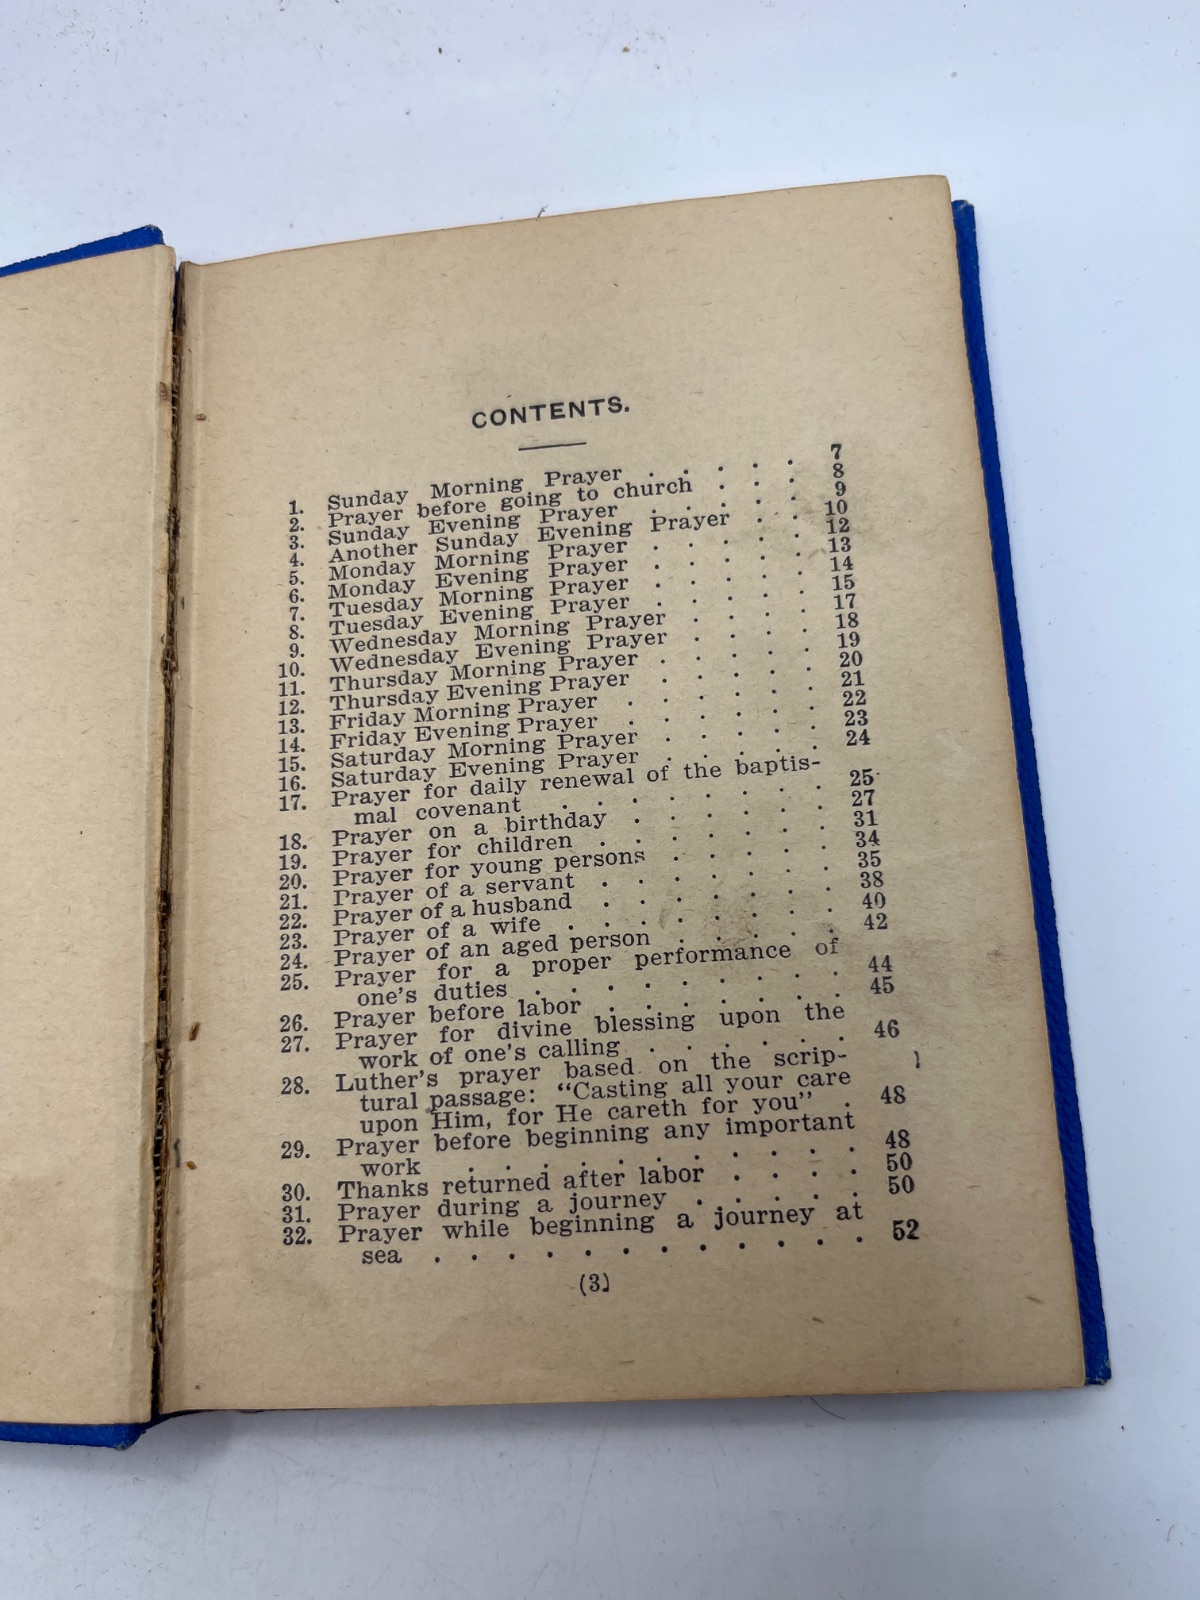 CONTENTS.
1. Sunday Morning Prayer . . . . . 7
2. Prayer before going to church . . . 8
3. Sunday Evening Prayer . . . . . 9
4. Another Sunday Evening Prayer . . 10
5. Monday Morning Prayer . . . . . 12
6. Monday Evening Prayer . . . . . 13
7. Tuesday Morning Prayer . . . . . 14
8. Tuesday Evening Prayer . . . . . 15
9. Wednesday Morning Prayer . . . . 17
10. Wednesday Evening Prayer . . . . 18
11. Thursday Morning Prayer . . . . . 19
12. Thursday Evening Prayer . . . . . 20
13. Friday Morning Prayer . . . . . . 21
14. Friday Evening Prayer . . . . . . 22
15. Saturday Morning Prayer . . . . . 23
16. Saturday Evening Prayer . . . . . 24
17. Prayer for daily renewal of the baptis-
mal covenant . . . . . . . . 25
18. Prayer on a birthday . . . . . . 27
19. Prayer for children . . . . . . . 31
20. Prayer for young persons . . . . . 34
21. Prayer of a servant . . . . . . . 35
22. Prayer of a husband . . . . . . . 38
23. Prayer of a wife . . . . . . . . 40
24. Prayer of an aged person . . . . . 42
25. Prayer for a proper performance of
one's duties . . . . . . . . . 44
26. Prayer before labor . . . . . . . 45
27. Prayer for divine blessing upon the
work of one's calling . . . . . . 46
28. Luther's prayer based on the scrip-
tural passage: "Casting all your care
upon Him, for He careth for you" . 48
29. Prayer before beginning any important
work . . . . . . . . . . . 48
30. Thanks returned after labor . . . . 50
31. Prayer during a journey . . . . . 50
32. Prayer while beginning a journey at
sea . . . . . . . . . . . . 52
(3)